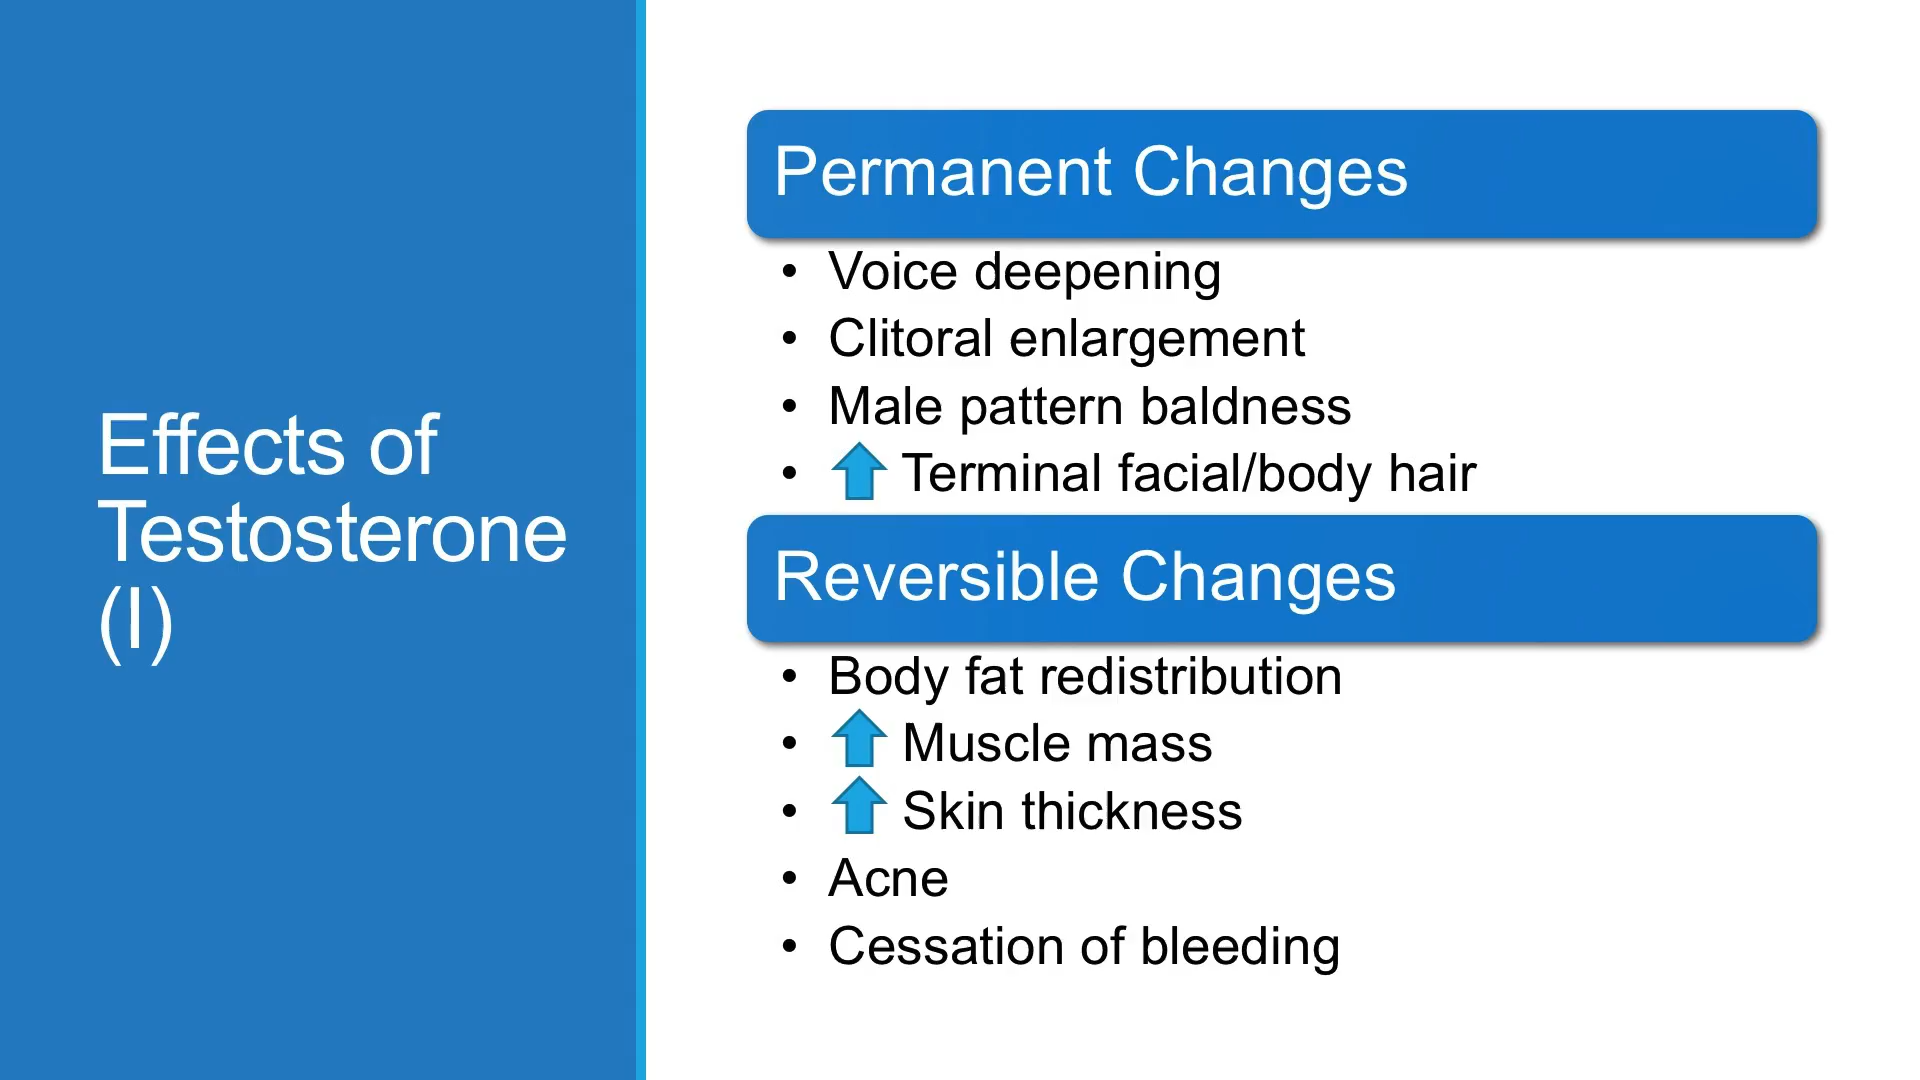 Effects of
Testosterone
(I)
Permanent Changes
• Voice deepening
• Clitoral enlargement
• Male pattern baldness
• Terminal facial/body hair
Reversible Changes
• Body fat redistribution
• Muscle mass
• Skin thickness
• Acne
• Cessation of bleeding